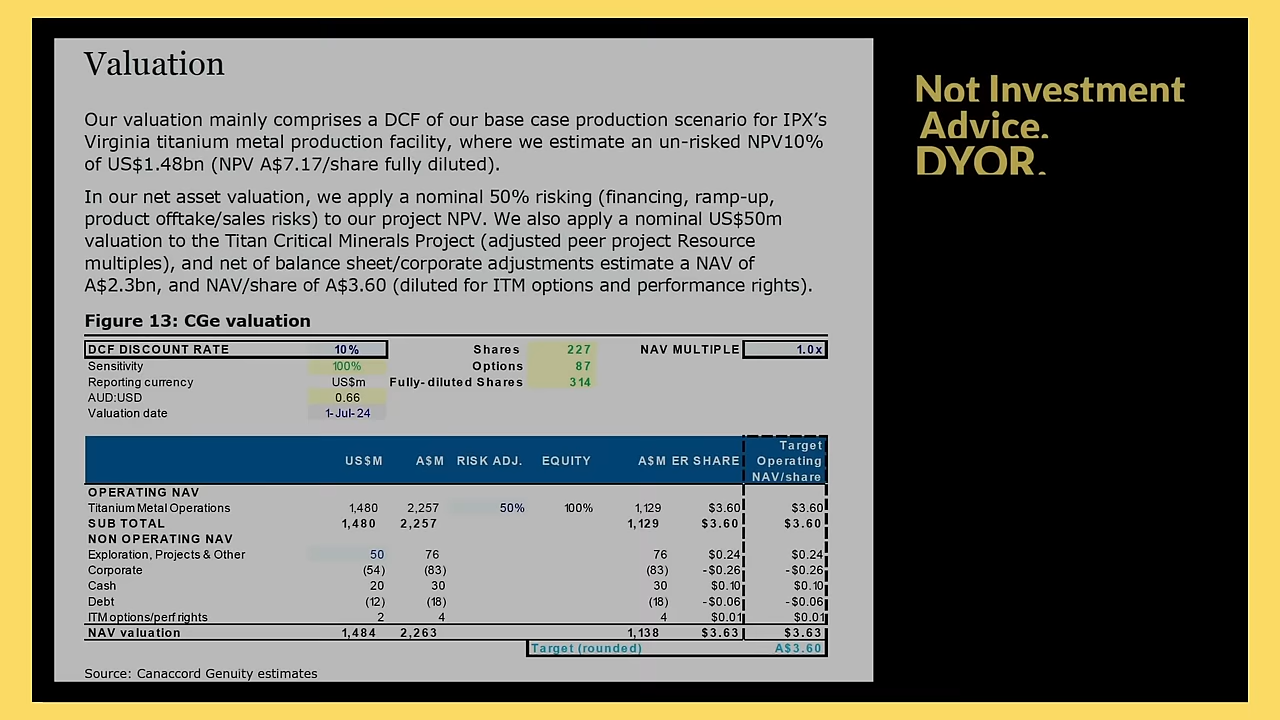 Valuation
Our valuation mainly comprises a DCF of our base case production scenario for IPX's
Virginia titanium metal production facility, where we estimate an un-risked NPV10%
of US$1.48bn (NPV A$7.17/share fully diluted).
In our net asset valuation, we apply a nominal 50% risking (financing, ramp-up,
product offtake/sales risks) to our project NPV. We also apply a nominal US$50m
valuation to the Titan Critical Minerals Project (adjusted peer project Resource
multiples), and net of balance sheet/corporate adjustments estimate a NAV of
A$2.3bn, and NAV/share of A$3.60 (diluted for ITM options and performance rights).
Figure 13: CGe valuation
DCF DISCOUNT RATE 10% Shares 227 NAV MULTIPLE 1.0x
Sensitivity 100% Options 87
Reporting currency US$m Fully-diluted Shares 314
AUD:USD 0.66
Valuation date 1-Jul-24
Target
US$M A$M RISK ADJ. EQUITY A$M ER SHARE Operating
NAV/share
OPERATING NAV
Titanium Metal Operations 1,480 2,257 50% 100% 1,129 $3.60 $3.60
SUB TOTAL 1,480 2,257 1,129 $3.60 $3.60
NON OPERATING NAV
Exploration, Projects & Other 50 76 76 $0.24 $0.24
Corporate (54) (83) (83) -$0.26 -$0.26
Cash 20 30 30 $0.10 $0.10
Debt (12) (18) (18) -$0.06 -$0.06
ITM options/perf rights 2 4 4 $0.01 $0.01
NAV valuation 1,484 2,263 1,138 $3.63 $3.63
Target (rounded) A$3.60
Source: Canaccord Genuity estimates
Not Investment
Advice.
DYOR.